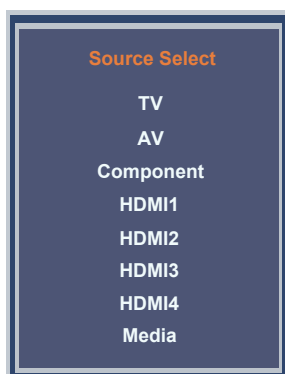 Source Select
TV
AV
Component
HDMI1
HDMI2
HDMI3
HDMI4
Media